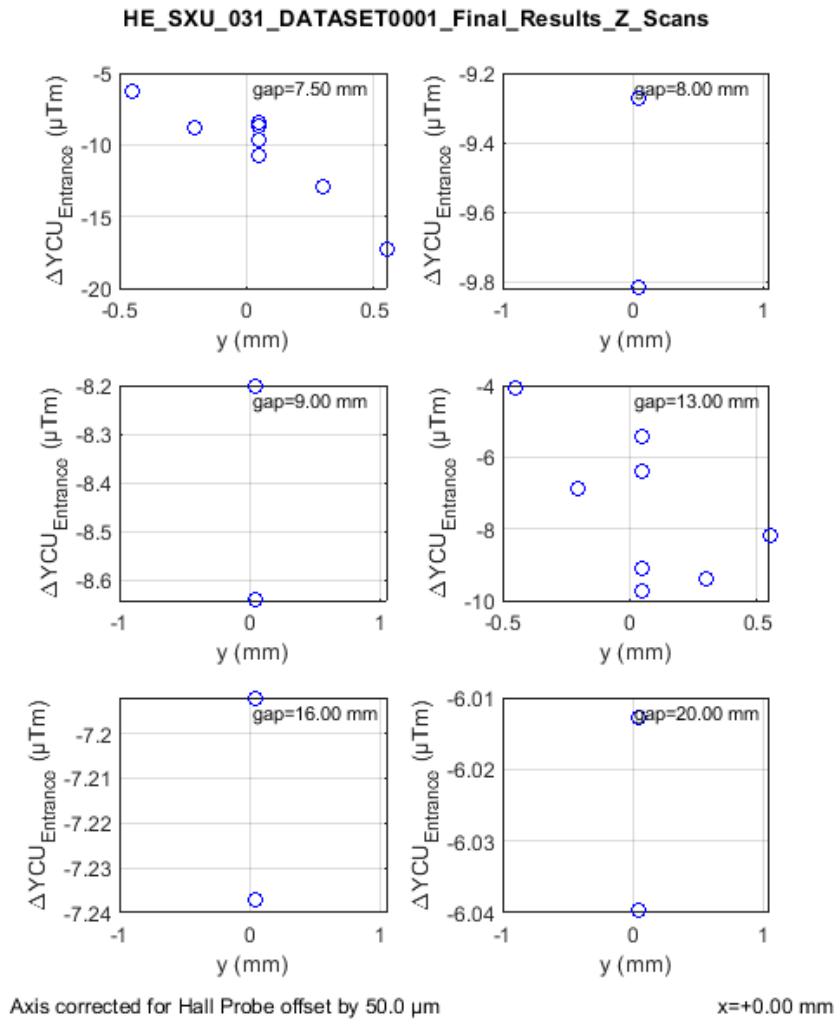 HE_SXU_031_DATASET0001_Final_Results_Z_Scans
gap=7.50 mm
-5
-10
-15
-20
-0.5 0 0.5
y (mm)
ΔYCU_Entrance (µTm)
gap=8.00 mm
-9.2
-9.4
-9.6
-9.8
-1 0 1
y (mm)
ΔYCU_Entrance (µTm)
gap=9.00 mm
-8.2
-8.3
-8.4
-8.5
-8.6
-1 0 1
y (mm)
ΔYCU_Entrance (µTm)
gap=13.00 mm
-4
-6
-8
-10
-0.5 0 0.5
y (mm)
ΔYCU_Entrance (µTm)
gap=16.00 mm
-7.2
-7.21
-7.22
-7.23
-7.24
-1 0 1
y (mm)
ΔYCU_Entrance (µTm)
gap=20.00 mm
-6.01
-6.02
-6.03
-6.04
-1 0 1
y (mm)
ΔYCU_Entrance (µTm)
Axis corrected for Hall Probe offset by 50.0 µm
x=+0.00 mm